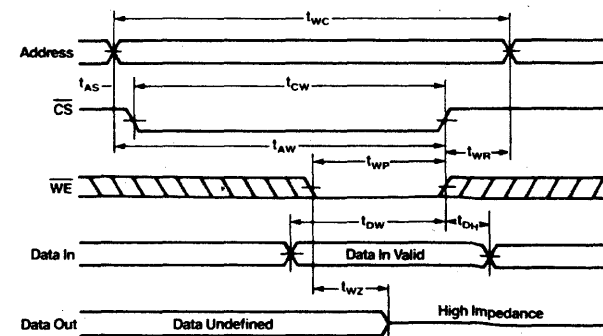 tWC
Address
tAS
tCW
CS
tAW
tWP
tWR
WE
tDW
tDH
Data In
Data In Valid
tWZ
High Impedance
Data Out
Data Undefined